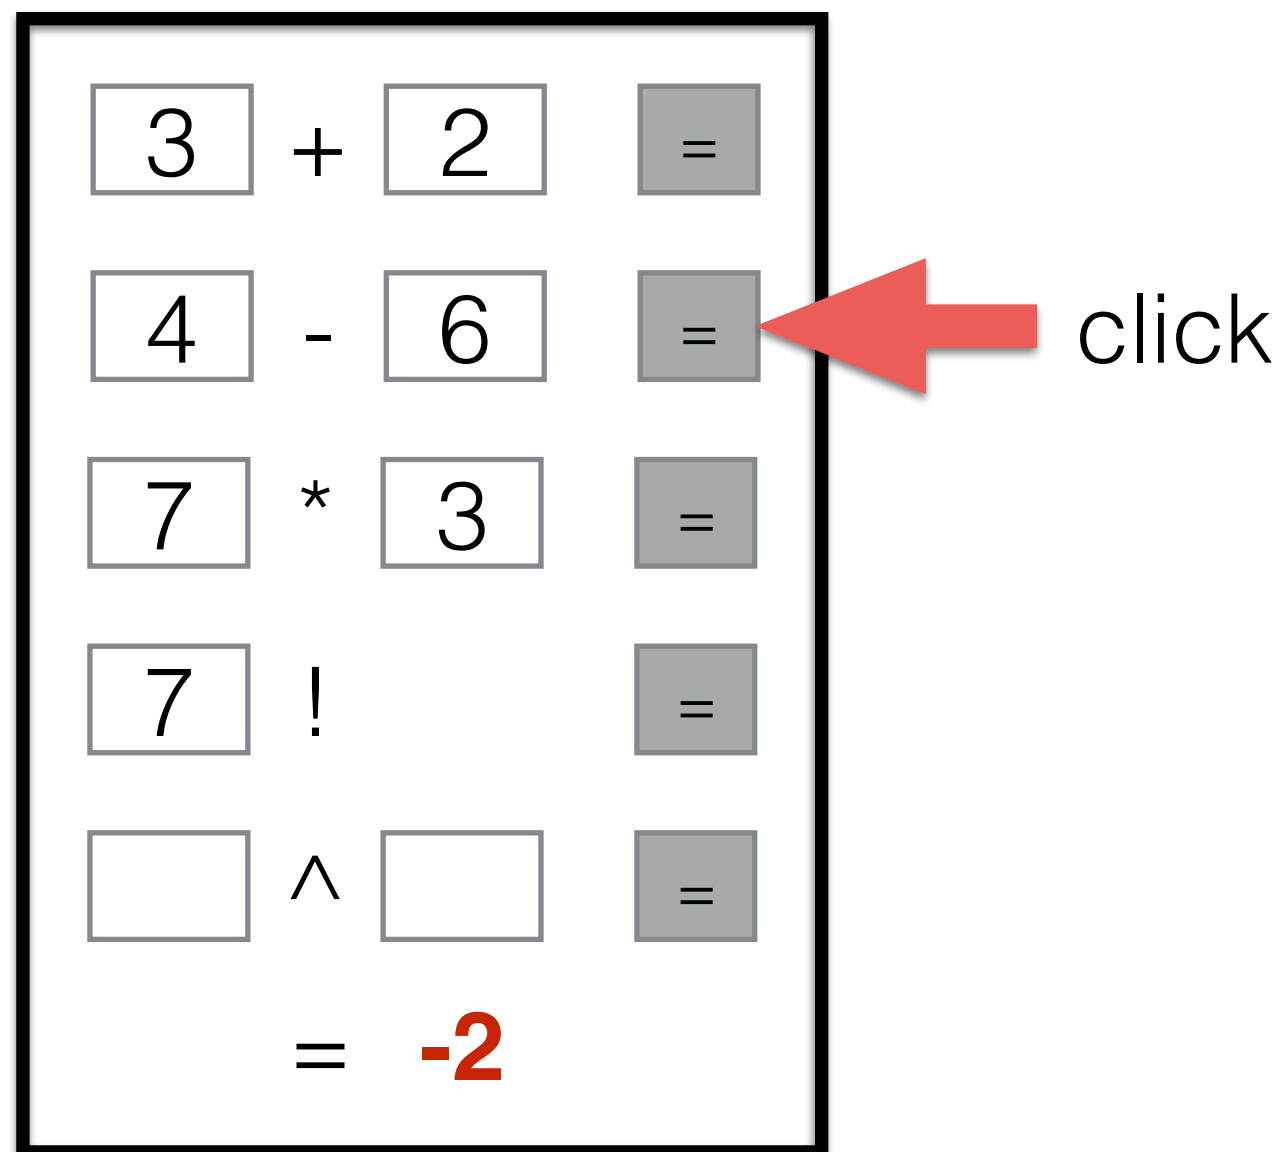 3 + 2 =
4 - 6 = click
7 * 3 =
7 ! =
^ =
= -2